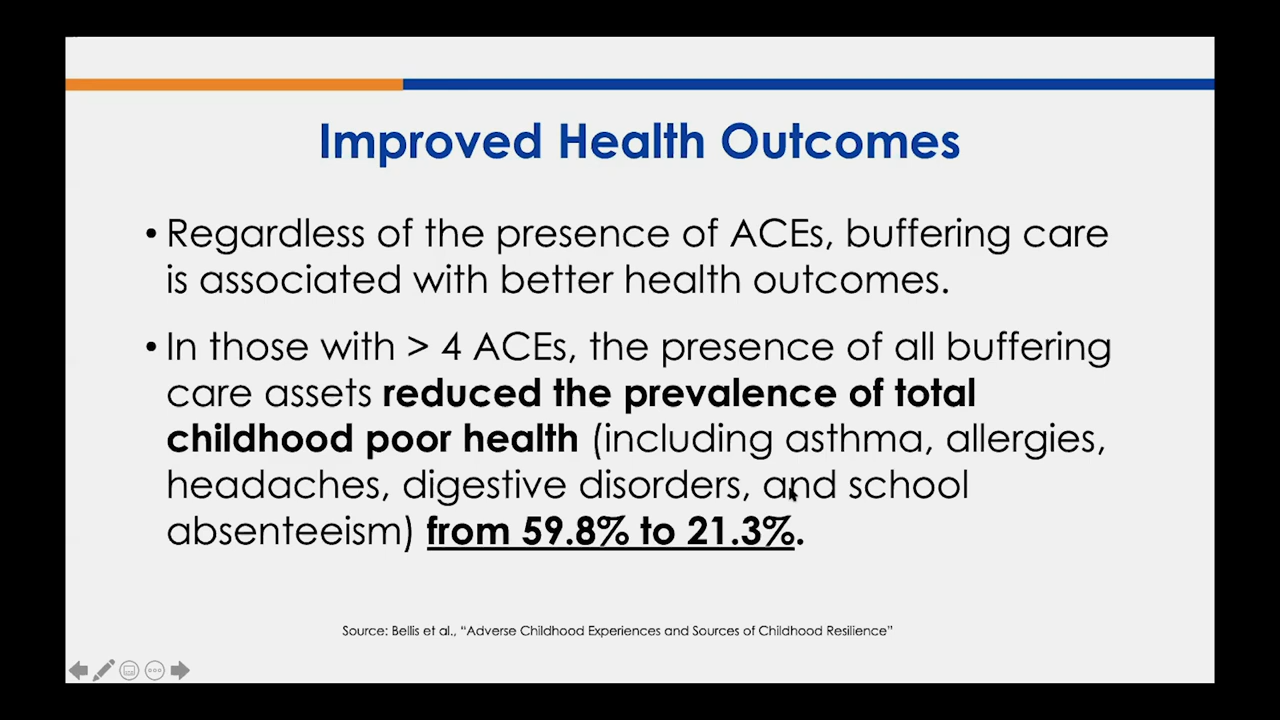 Improved Health Outcomes
• Regardless of the presence of ACEs, buffering care
is associated with better health outcomes.
• In those with > 4 ACEs, the presence of all buffering
care assets reduced the prevalence of total
childhood poor health (including asthma, allergies,
headaches, digestive disorders, and school
absenteeism) from 59.8% to 21.3%.
Source: Bellis et al., “Adverse Childhood Experiences and Sources of Childhood Resilience”